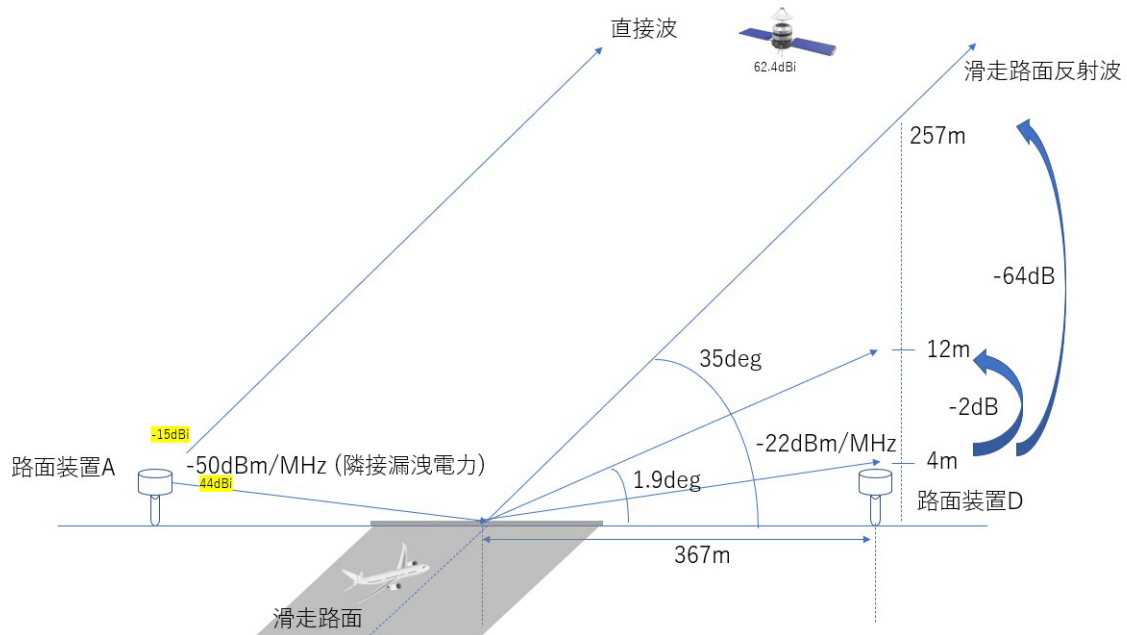 直接波
62.4dBi
滑走路面反射波
257m
-64dB
35deg
12m
-2dB
-15dBi
路面装置A
-50dBm/MHz (隣接漏洩電力)
44dBi
-22dBm/MHz
4m
1.9deg
路面装置D
367m
滑走路面